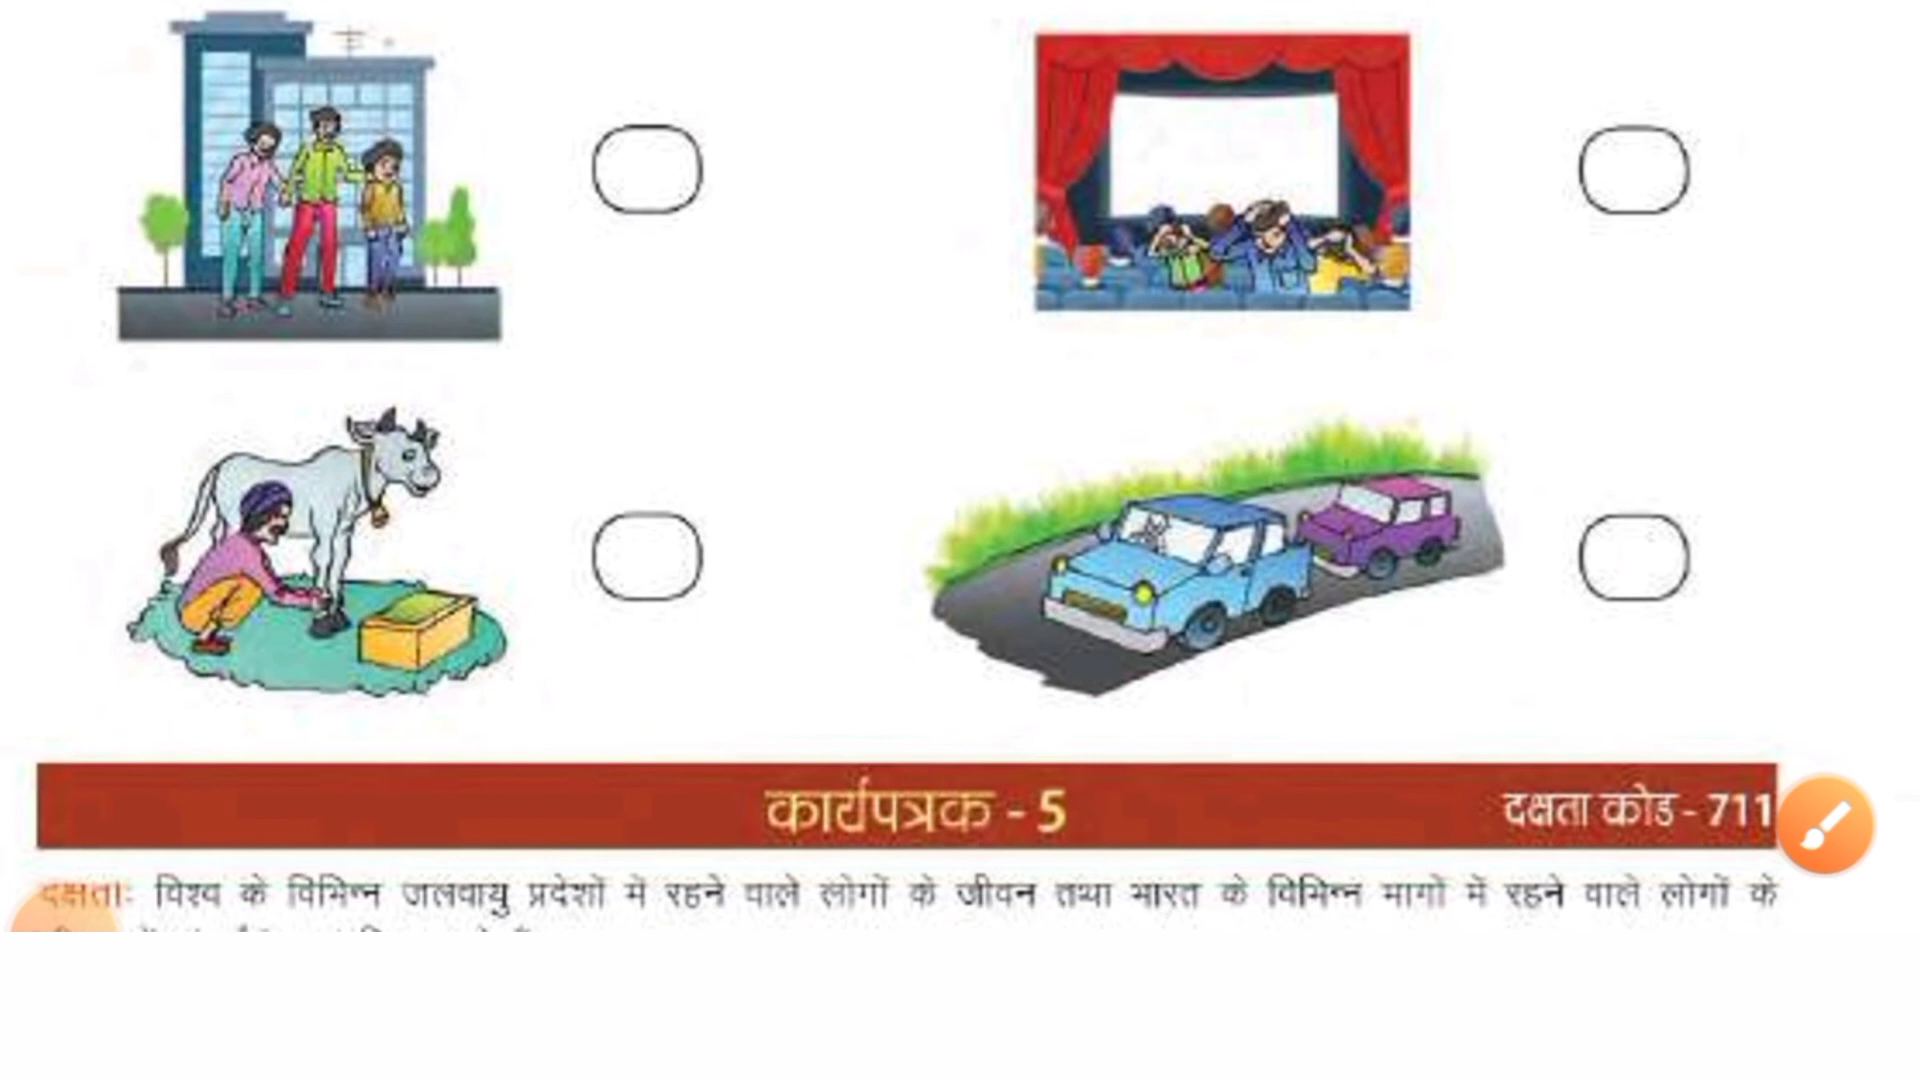 कार्यपत्रक - 5
दक्षता कोड - 711
दक्षताः विश्व के विभिन्न जलवायु प्रदेशों में रहने वाले लोगों के जीवन तथा भारत के विभिन्न भागों में रहने वाले लोगों के